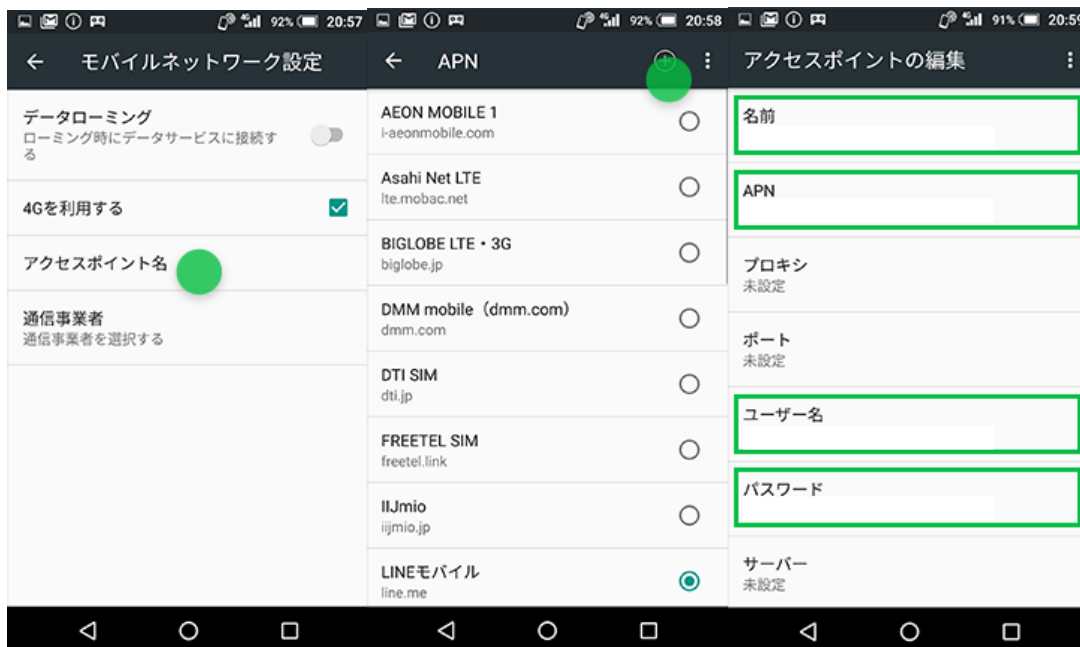 92% 20:57
モバイルネットワーク設定
データローミング
ローミング時にデータサービスに接続す
る
4Gを利用する
アクセスポイント名
通信事業者
通信事業者を選択する
92% 20:58
APN
AEON MOBILE 1
i-aeonmobile.com
Asahi Net LTE
lte.mobac.net
BIGLOBE LTE・3G
biglobe.jp
DMM mobile（dmm.com）
dmm.com
DTI SIM
dti.jp
FREETEL SIM
freetel.link
IIJmio
iijmio.jp
LINEモバイル
line.me
91% 20:59
アクセスポイントの編集
名前
APN
プロキシ
未設定
ポート
未設定
ユーザー名
パスワード
サーバー
未設定